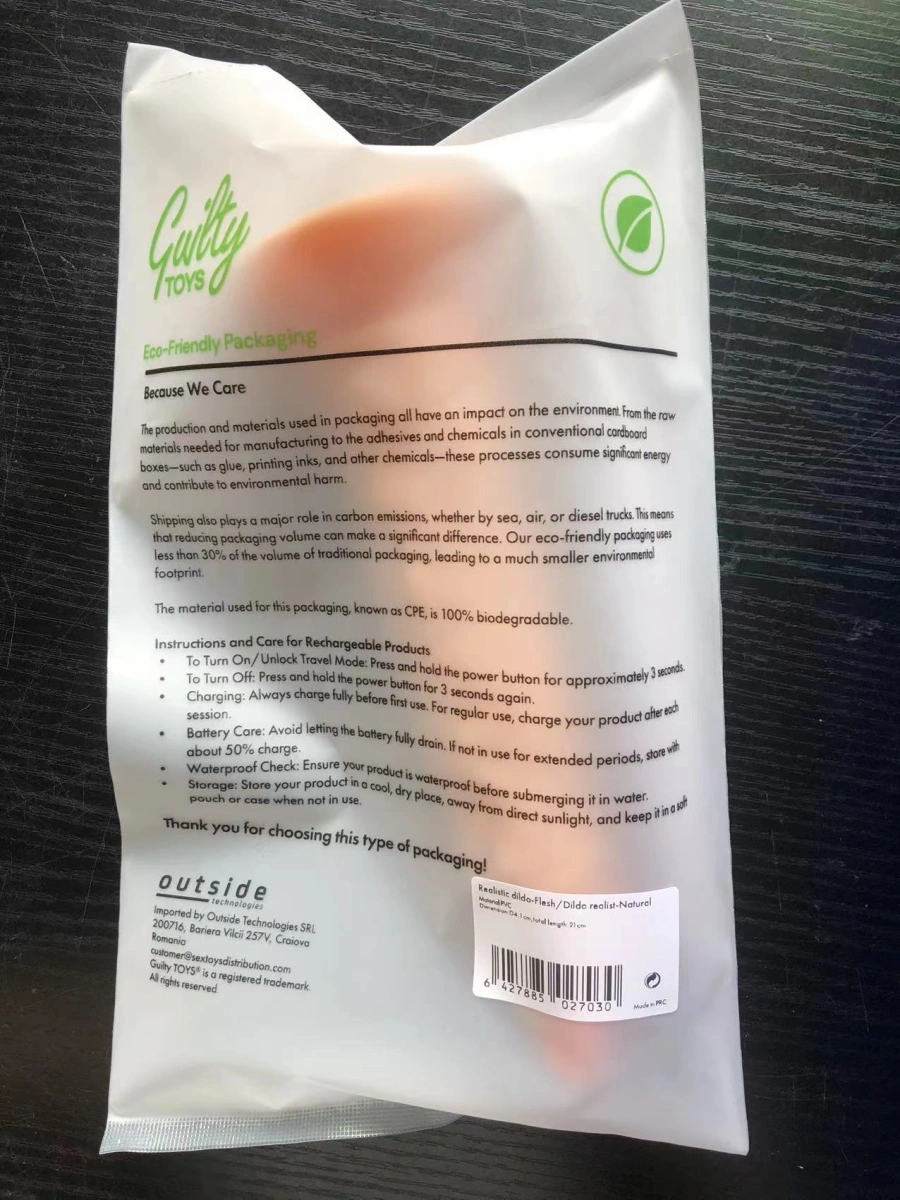 Guilty
TOYS
Eco-Friendly Packaging
Because We Care
The production and materials used in packaging all have an impact on the environment. From the raw
materials needed for manufacturing to the adhesives and chemicals in conventional cardboard
boxes—such as glue, printing inks, and other chemicals—these processes consume significant energy
and contribute to environmental harm.
Shipping also plays a major role in carbon emissions, whether by sea, air, or diesel trucks. This means
that reducing packaging volume can make a significant difference. Our eco-friendly packaging uses
less than 30% of the volume of traditional packaging, leading to a much smaller environmental
footprint.
The material used for this packaging, known as CPE, is 100% biodegradable.
Instructions and Care for Rechargeable Products
• To Turn On/Unlock Travel Mode: Press and hold the power button for approximately 3 seconds.
• To Turn Off: Press and hold the power button for 3 seconds again.
• Charging: Always charge fully before first use. For regular use, charge your product after each
session.
• Battery Care: Avoid letting the battery fully drain. If not in use for extended periods, store with
about 50% charge.
• Waterproof Check: Ensure your product is waterproof before submerging it in water.
• Storage: Store your product in a cool, dry place, away from direct sunlight, and keep it in a soft
pouch or case when not in use.
Thank you for choosing this type of packaging!
outside
technologies
Imported by Outside Technologies SRL
200716, Bariera Vilcii 257V, Craiova
Romania
customer@sextoysdistribution.com
Guilty TOYS® is a registered trademark.
All rights reserved.
Realistic dildo-Flesh/Dildo realist-Natural
Material:PVC
Dimension: D4.1 cm, total length: 21 cm
6 427885 027030
Made in PRC